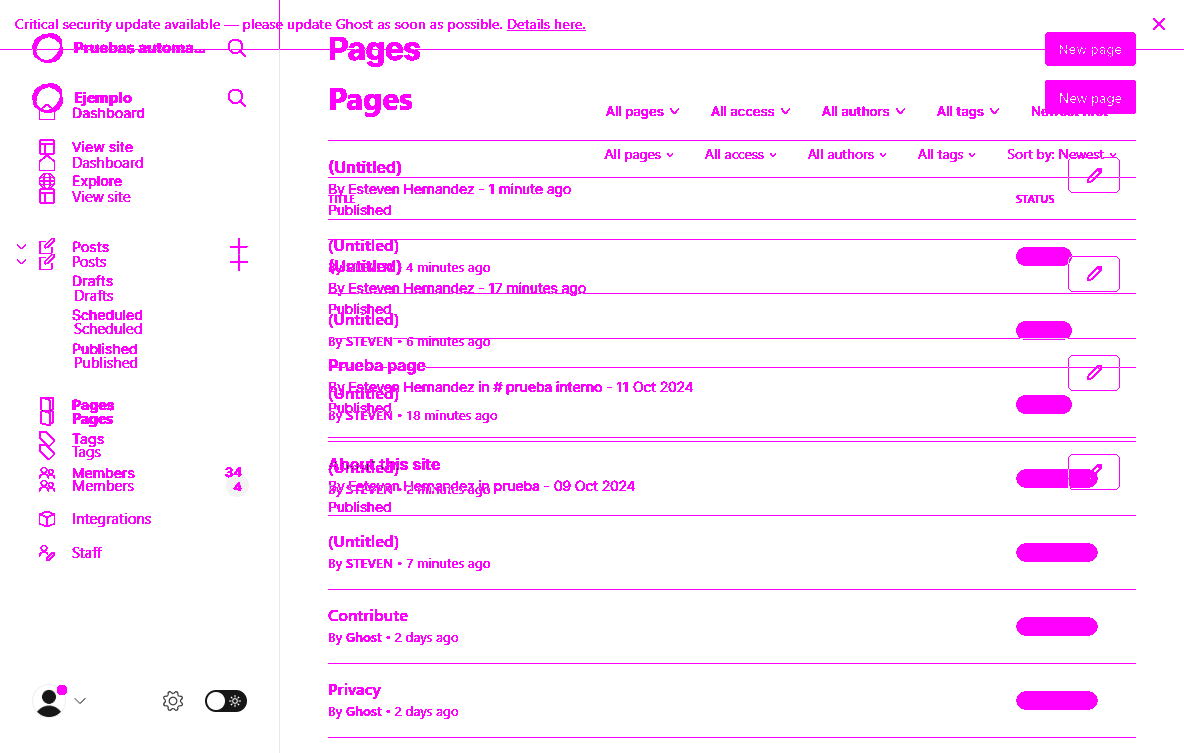 Critical security update available — please update Ghost as soon as possible. Details here.
Pruebas automa...
Pages
New page
Ejemplo
Pages
New page
Dashboard
All pages
All access
All authors
All tags
Newest first
View site
Dashboard
All pages
All access
All authors
All tags
Sort by: Newest
(Untitled)
Explore
By Esteven Hernandez - 1 minute ago
View site
TITLE
STATUS
Published
Posts
(Untitled)
Posts
(Untitled)
By STEVEN • 4 minutes ago
Drafts
By Esteven Hernandez - 17 minutes ago
Drafts
Published
Scheduled
(Untitled)
Scheduled
By STEVEN • 6 minutes ago
Published
Published
Prueba page
By Esteven Hernandez in # prueba interno - 11 Oct 2024
(Untitled)
Pages
Published
Pages
By STEVEN • 18 minutes ago
Tags
Tags
About this site
(Untitled)
Members 34
Members 4
By Esteven Hernandez in prueba - 09 Oct 2024
By STEVEN • 2 minutes ago
Published
Integrations
(Untitled)
Staff
By STEVEN • 7 minutes ago
Contribute
By Ghost • 2 days ago
Privacy
By Ghost • 2 days ago